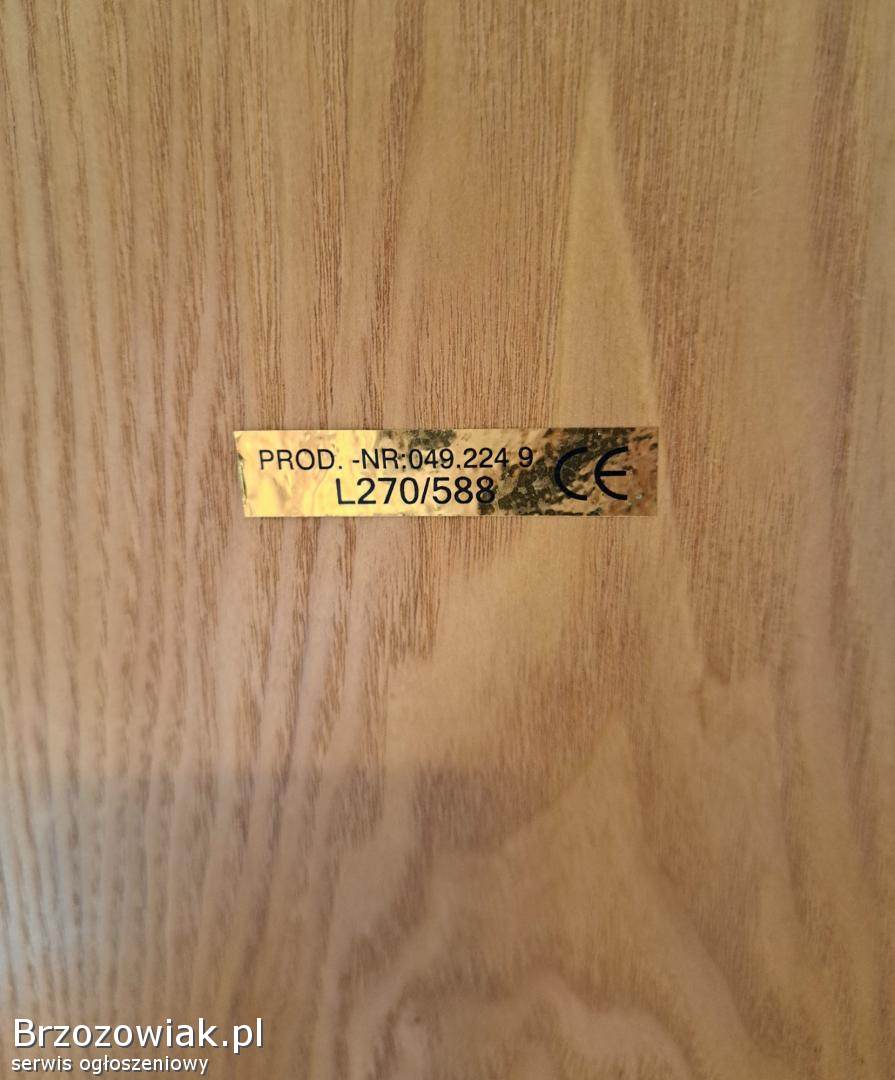 PROD. -NR:049.224 9 CE
L270/588
Brzozowiak.pl
serwis ogłoszeniowy